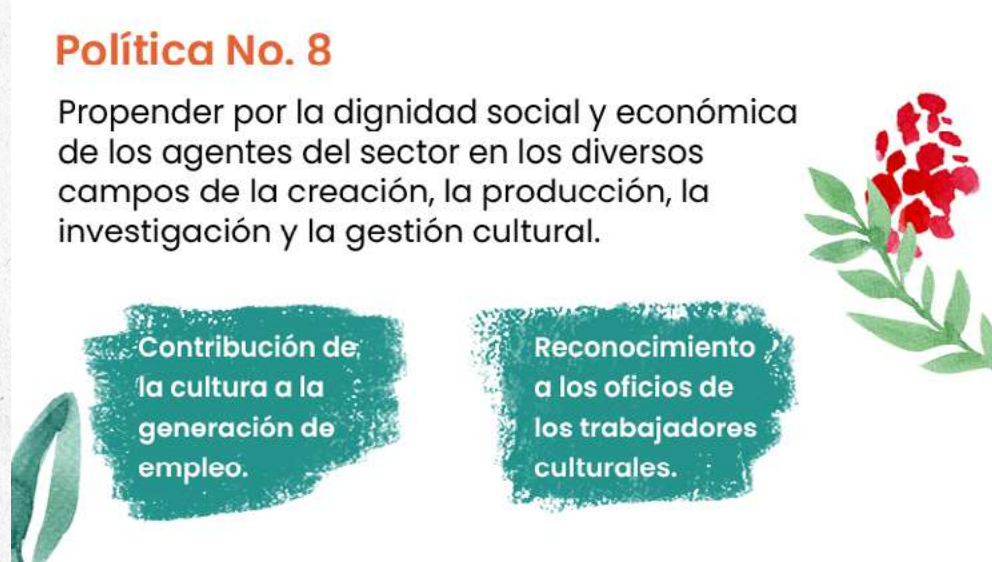 Política No. 8
Propender por la dignidad social y económica
de los agentes del sector en los diversos
campos de la creación, la producción, la
investigación y la gestión cultural.
Contribución de
la cultura a la
generación de
empleo.
Reconocimiento
a los oficios de
los trabajadores
culturales.